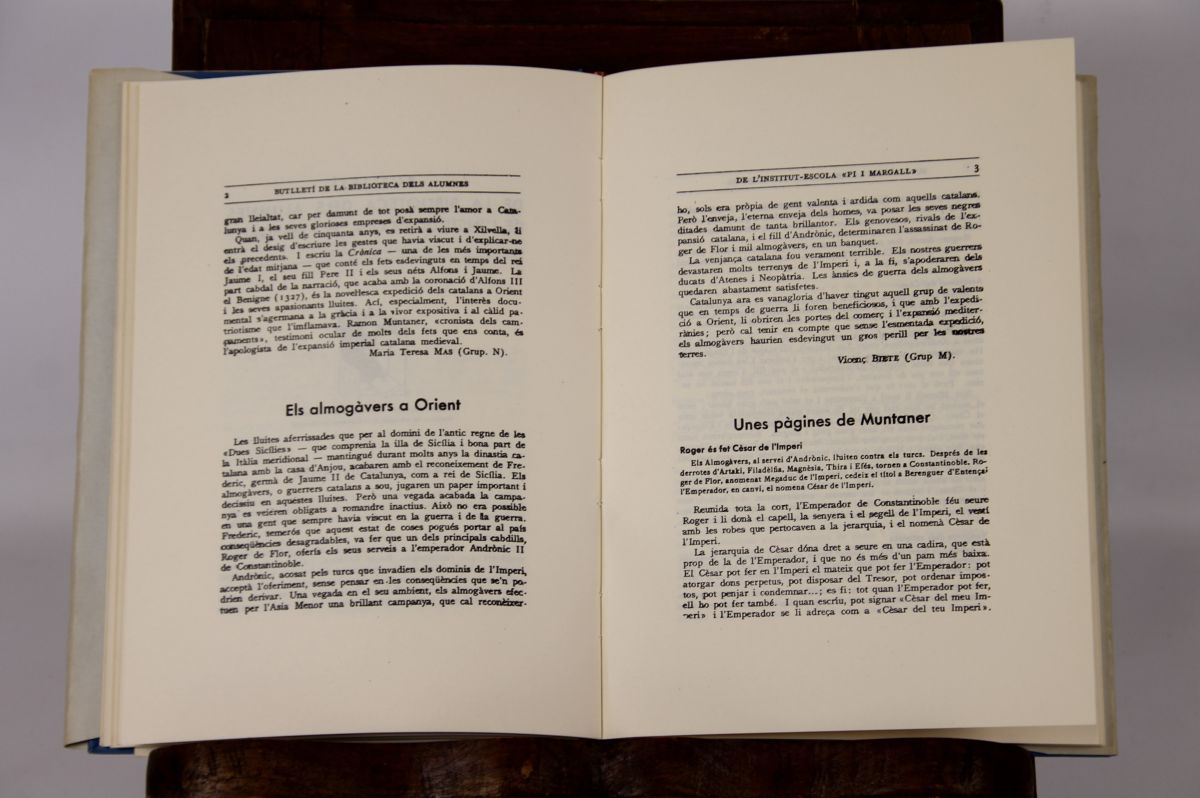 2
BUTLLETÍ DE LA BIBLIOTECA DELS ALUMNES
gran lleialtat, car per damunt de tot posà sempre l'amor a Cata-
lunya i a les seves glorioses empreses d'expansió.
Quan, ja vell de cinquanta anys, es retirà a viure a Xilvella, li
entrà el desig d'escriure les gestes que havia viscut i d'explicar-ne
els precedents. I escriu la Crònica — una de les més importants
de l'edat mitjana — que conté els fets esdevinguts en temps del rei
Jaume I, el seu fill Pere II i els seus néts Alfons i Jaume. La
part cabdal de la narració, que acaba amb la coronació d'Alfons III
el Benigne (1327), és la novel·lesca expedició dels catalans a Orient
i les seves apasionants lluites. Ací, especialment, l'interès docu-
mental s'agermana a la gràcia i a la vivor expositiva i al càlid pa-
triotisme que l'inflamava. Ramon Muntaner, «cronista dels cam-
paments», testimoni ocular de molts dels fets que ens conta, és
l'apologista de l'expansió imperial catalana medieval.
Maria Teresa MAS (Grup. N).
Els almogàvers a Orient
Les lluites aferrissades que per al domini de l'antic regne de les
«Dues Sicílies» — que comprenia la illa de Sicília i bona part de
la Itàlia meridional — mantingué durant molts anys la dinastia ca-
talana amb la casa d'Anjou, acabaren amb el reconeixement de Fre-
deric, germà de Jaume II de Catalunya, com a rei de Sicília. Els
almogàvers, o guerrers catalans a sou, jugaren un paper important i
decissiu en aquestes lluites. Però una vegada acabada la campa-
nya es veieren obligats a romandre inactius. Això no era possible
en una gent que sempre havia viscut en la guerra i de la guerra.
Frederic, temerós que aquest estat de coses pogués portar al país
conseqüències desagradables, va fer que un dels principals cabdills,
Roger de Flor, oferís els seus serveis a l'emperador Andrònic II
de Constantinoble.
Andrònic, acosat pels turcs que invadien els dominis de l'Imperi,
acceptà l'oferiment, sense pensar en les conseqüències que se'n po-
drien derivar. Una vegada en el seu ambient, els almogàvers efec-
tuen per l'Asia Menor una brillant campanya, que cal reconèixer-
DE L'INSTITUT-ESCOLA «PI I MARGALL»
3
ho, sols era pròpia de gent valenta i ardida com aquells catalans.
Però l'enveja, l'eterna enveja dels homes, va posar les seves negres
ditades damunt de tanta brillantor. Els genovesos, rivals de l'ex-
pansió catalana, i el fill d'Andrònic, determinaren l'assassinat de Ro-
ger de Flor i mil almogàvers, en un banquet.
La venjança catalana fou verament terrible. Els nostres guerrers
devastaren molts terrenys de l'Imperi i, a la fi, s'apoderaren dels
ducats d'Atenes i Neopàtria. Les ànsies de guerra dels almogàvers
quedaren abastament satisfetes.
Catalunya ara es vanagloria d'haver tingut aquell grup de valents
que en temps de guerra li foren beneficiosos, i que amb l'expedi-
ció a Orient, li obriren les portes del comerç i l'expansió mediter-
rànies; però cal tenir en compte que sense l'esmentada expedició,
els almogàvers haurien esdevingut un gros perill per les nostres
terres.
Vicenç BIETE (Grup M).
Unes pàgines de Muntaner
Roger és fet Cèsar de l'Imperi
Els Almogàvers, al servei d'Andrònic, lluiten contra els turcs. Després de les
derrotes d'Artaki, Filadèlfia, Magnèsia, Thira i Efés, tornen a Constantinoble. Ro-
ger de Flor, anomenat Megaduc de l'Imperi, cedeix el títol a Berenguer d'Entença;
l'Emperador, en canvi, el nomena Cèsar de l'Imperi.
Reunida tota la cort, l'Emperador de Constantinoble féu seure
Roger i li donà el capell, la senyera i el segell de l'Imperi, el vestí
amb les robes que pertocaven a la jerarquia, i el nomenà Cèsar de
l'Imperi.
La jerarquia de Cèsar dóna dret a seure en una cadira, que està
prop de la de l'Emperador, i que no és més d'un pam més baixa.
El Cèsar pot fer en l'Imperi el mateix que pot fer l'Emperador: pot
atorgar dons perpetus, pot disposar del Tresor, pot ordenar impos-
tos, pot penjar i condemnar...; es fi: tot quan l'Emperador pot fer,
ell ho pot fer també. I quan escriu, pot signar «Cèsar del meu Im-
peri» i l'Emperador se li adreça com a «Cèsar del teu Imperi».